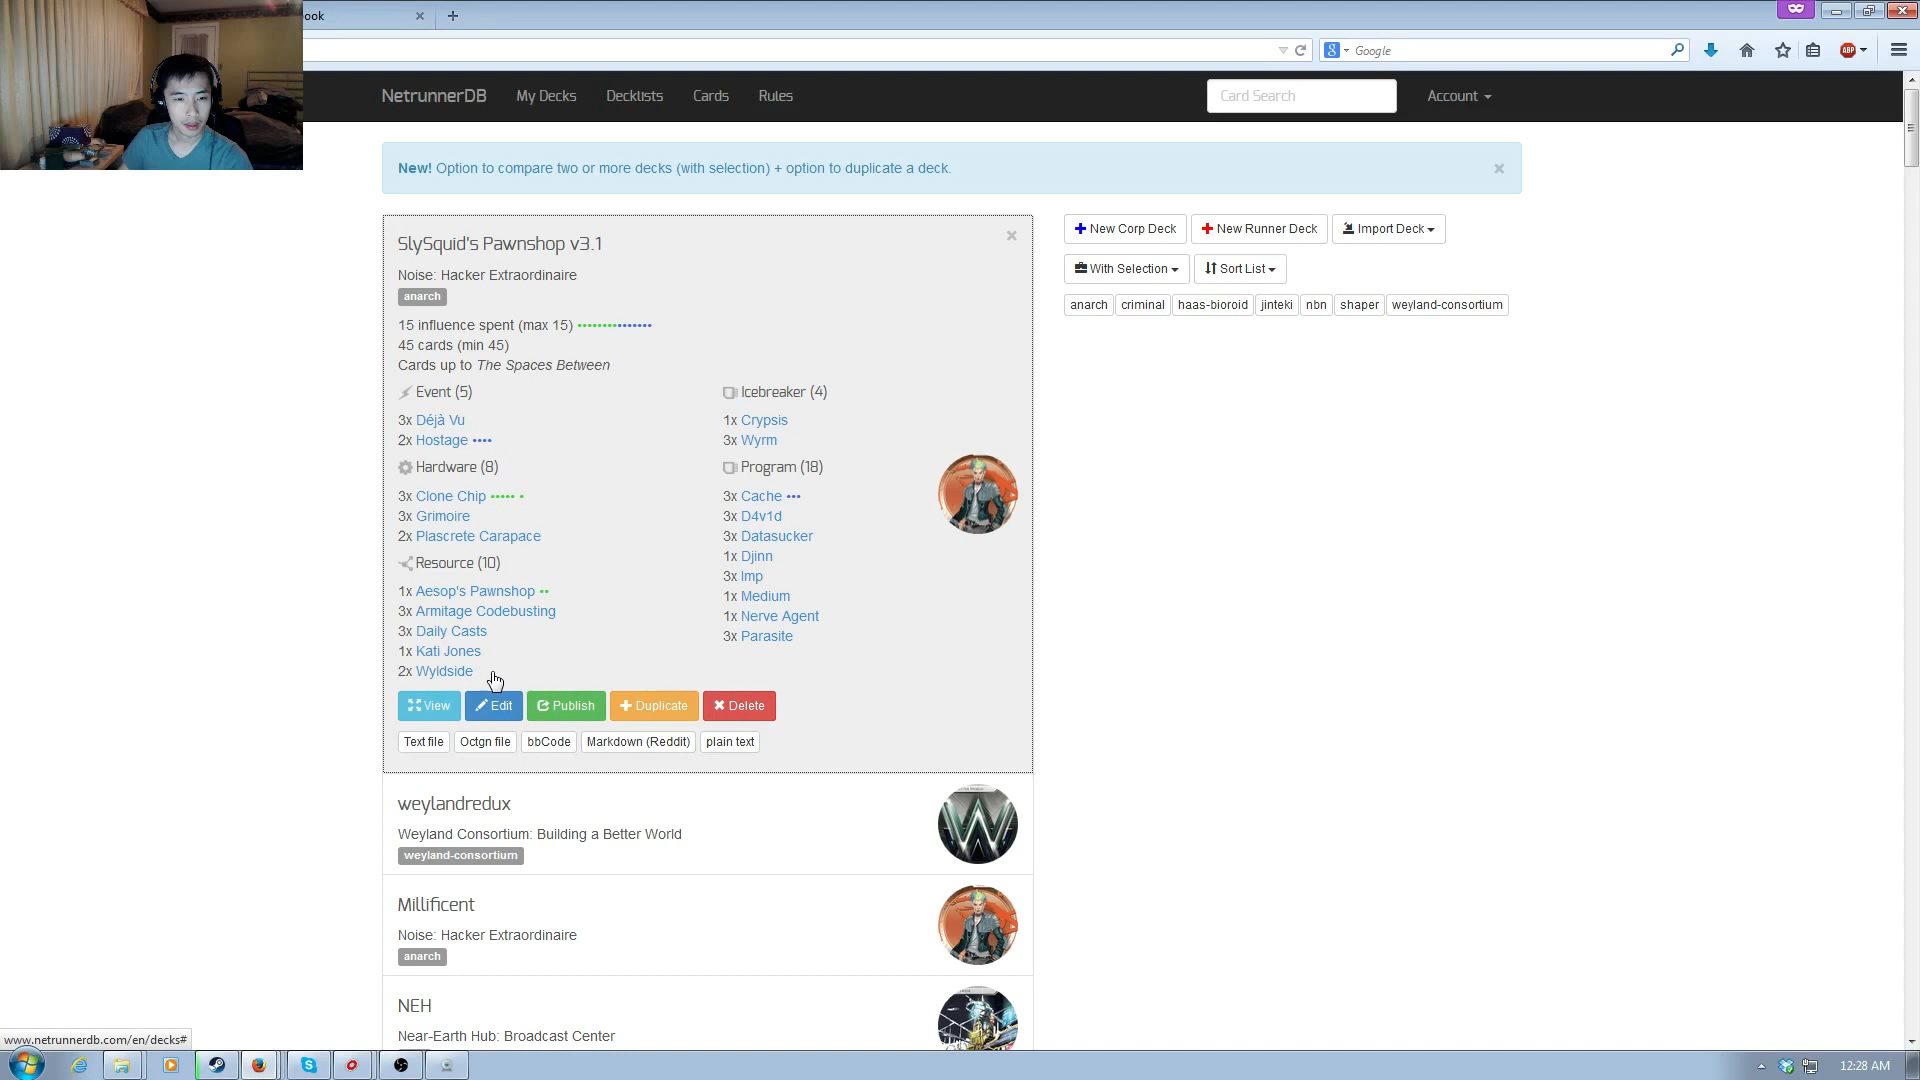 ook
Google
ABP
NetrunnerDB My Decks Decklists Cards Rules Card Search Account
New! Option to compare two or more decks (with selection) + option to duplicate a deck.
SlySquid's Pawnshop v3.1
Noise: Hacker Extraordinaire
anarch
15 influence spent (max 15)
45 cards (min 45)
Cards up to The Spaces Between
Event (5)
3x Déjà Vu
2x Hostage
Hardware (8)
3x Clone Chip
3x Grimoire
2x Plascrete Carapace
Resource (10)
1x Aesop's Pawnshop
3x Armitage Codebusting
3x Daily Casts
1x Kati Jones
2x Wyldside
Icebreaker (4)
1x Crypsis
3x Wyrm
Program (18)
3x Cache
3x D4v1d
3x Datasucker
1x Djinn
3x Imp
1x Medium
1x Nerve Agent
3x Parasite
View Edit Publish Duplicate Delete
Text file Octgn file bbCode Markdown (Reddit) plain text
New Corp Deck New Runner Deck Import Deck
With Selection Sort List
anarch criminal haas-bioroid jinteki nbn shaper weyland-consortium
weylandredux
Weyland Consortium: Building a Better World
weyland-consortium
Millificent
Noise: Hacker Extraordinaire
anarch
NEH
Near-Earth Hub: Broadcast Center
www.netrunnerdb.com/en/decks#
12:28 AM